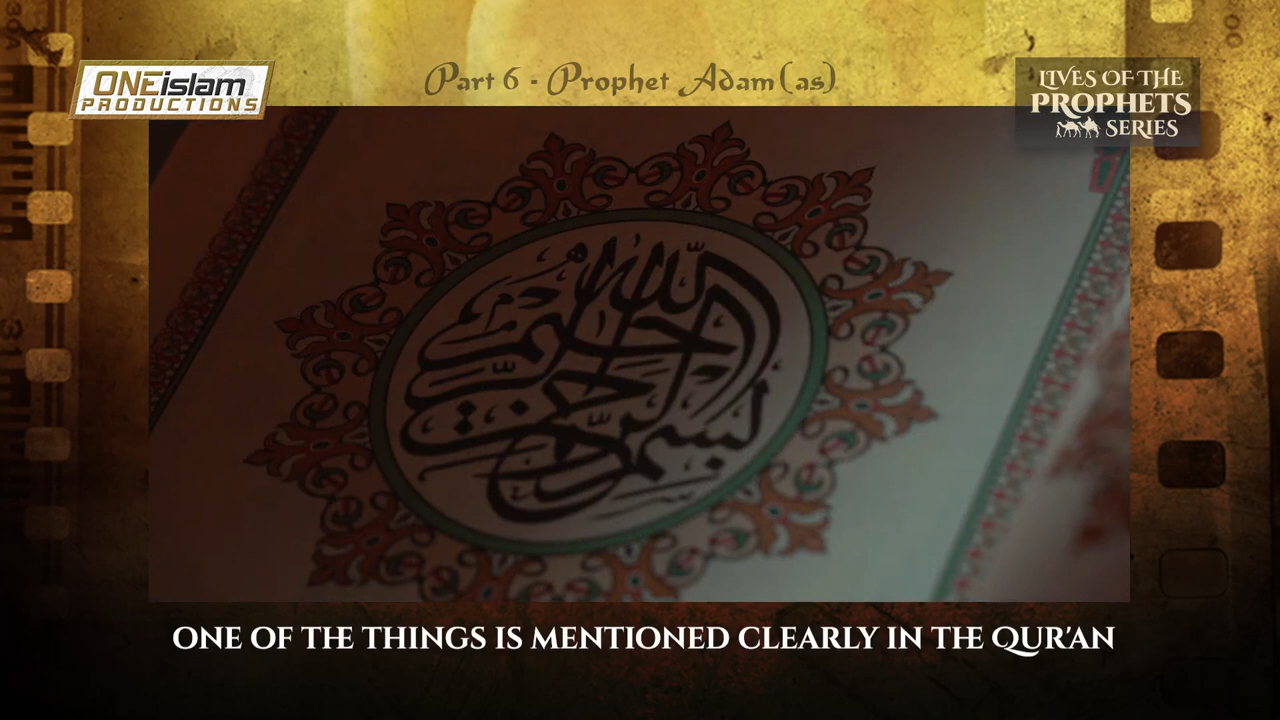 ONEislam
PRODUCTIONS
Part 6 - Prophet Adam (as)
LIVES OF THE
PROPHETS
SERIES
بسم الله الرحمن الرحيم
ONE OF THE THINGS IS MENTIONED CLEARLY IN THE QUR'AN